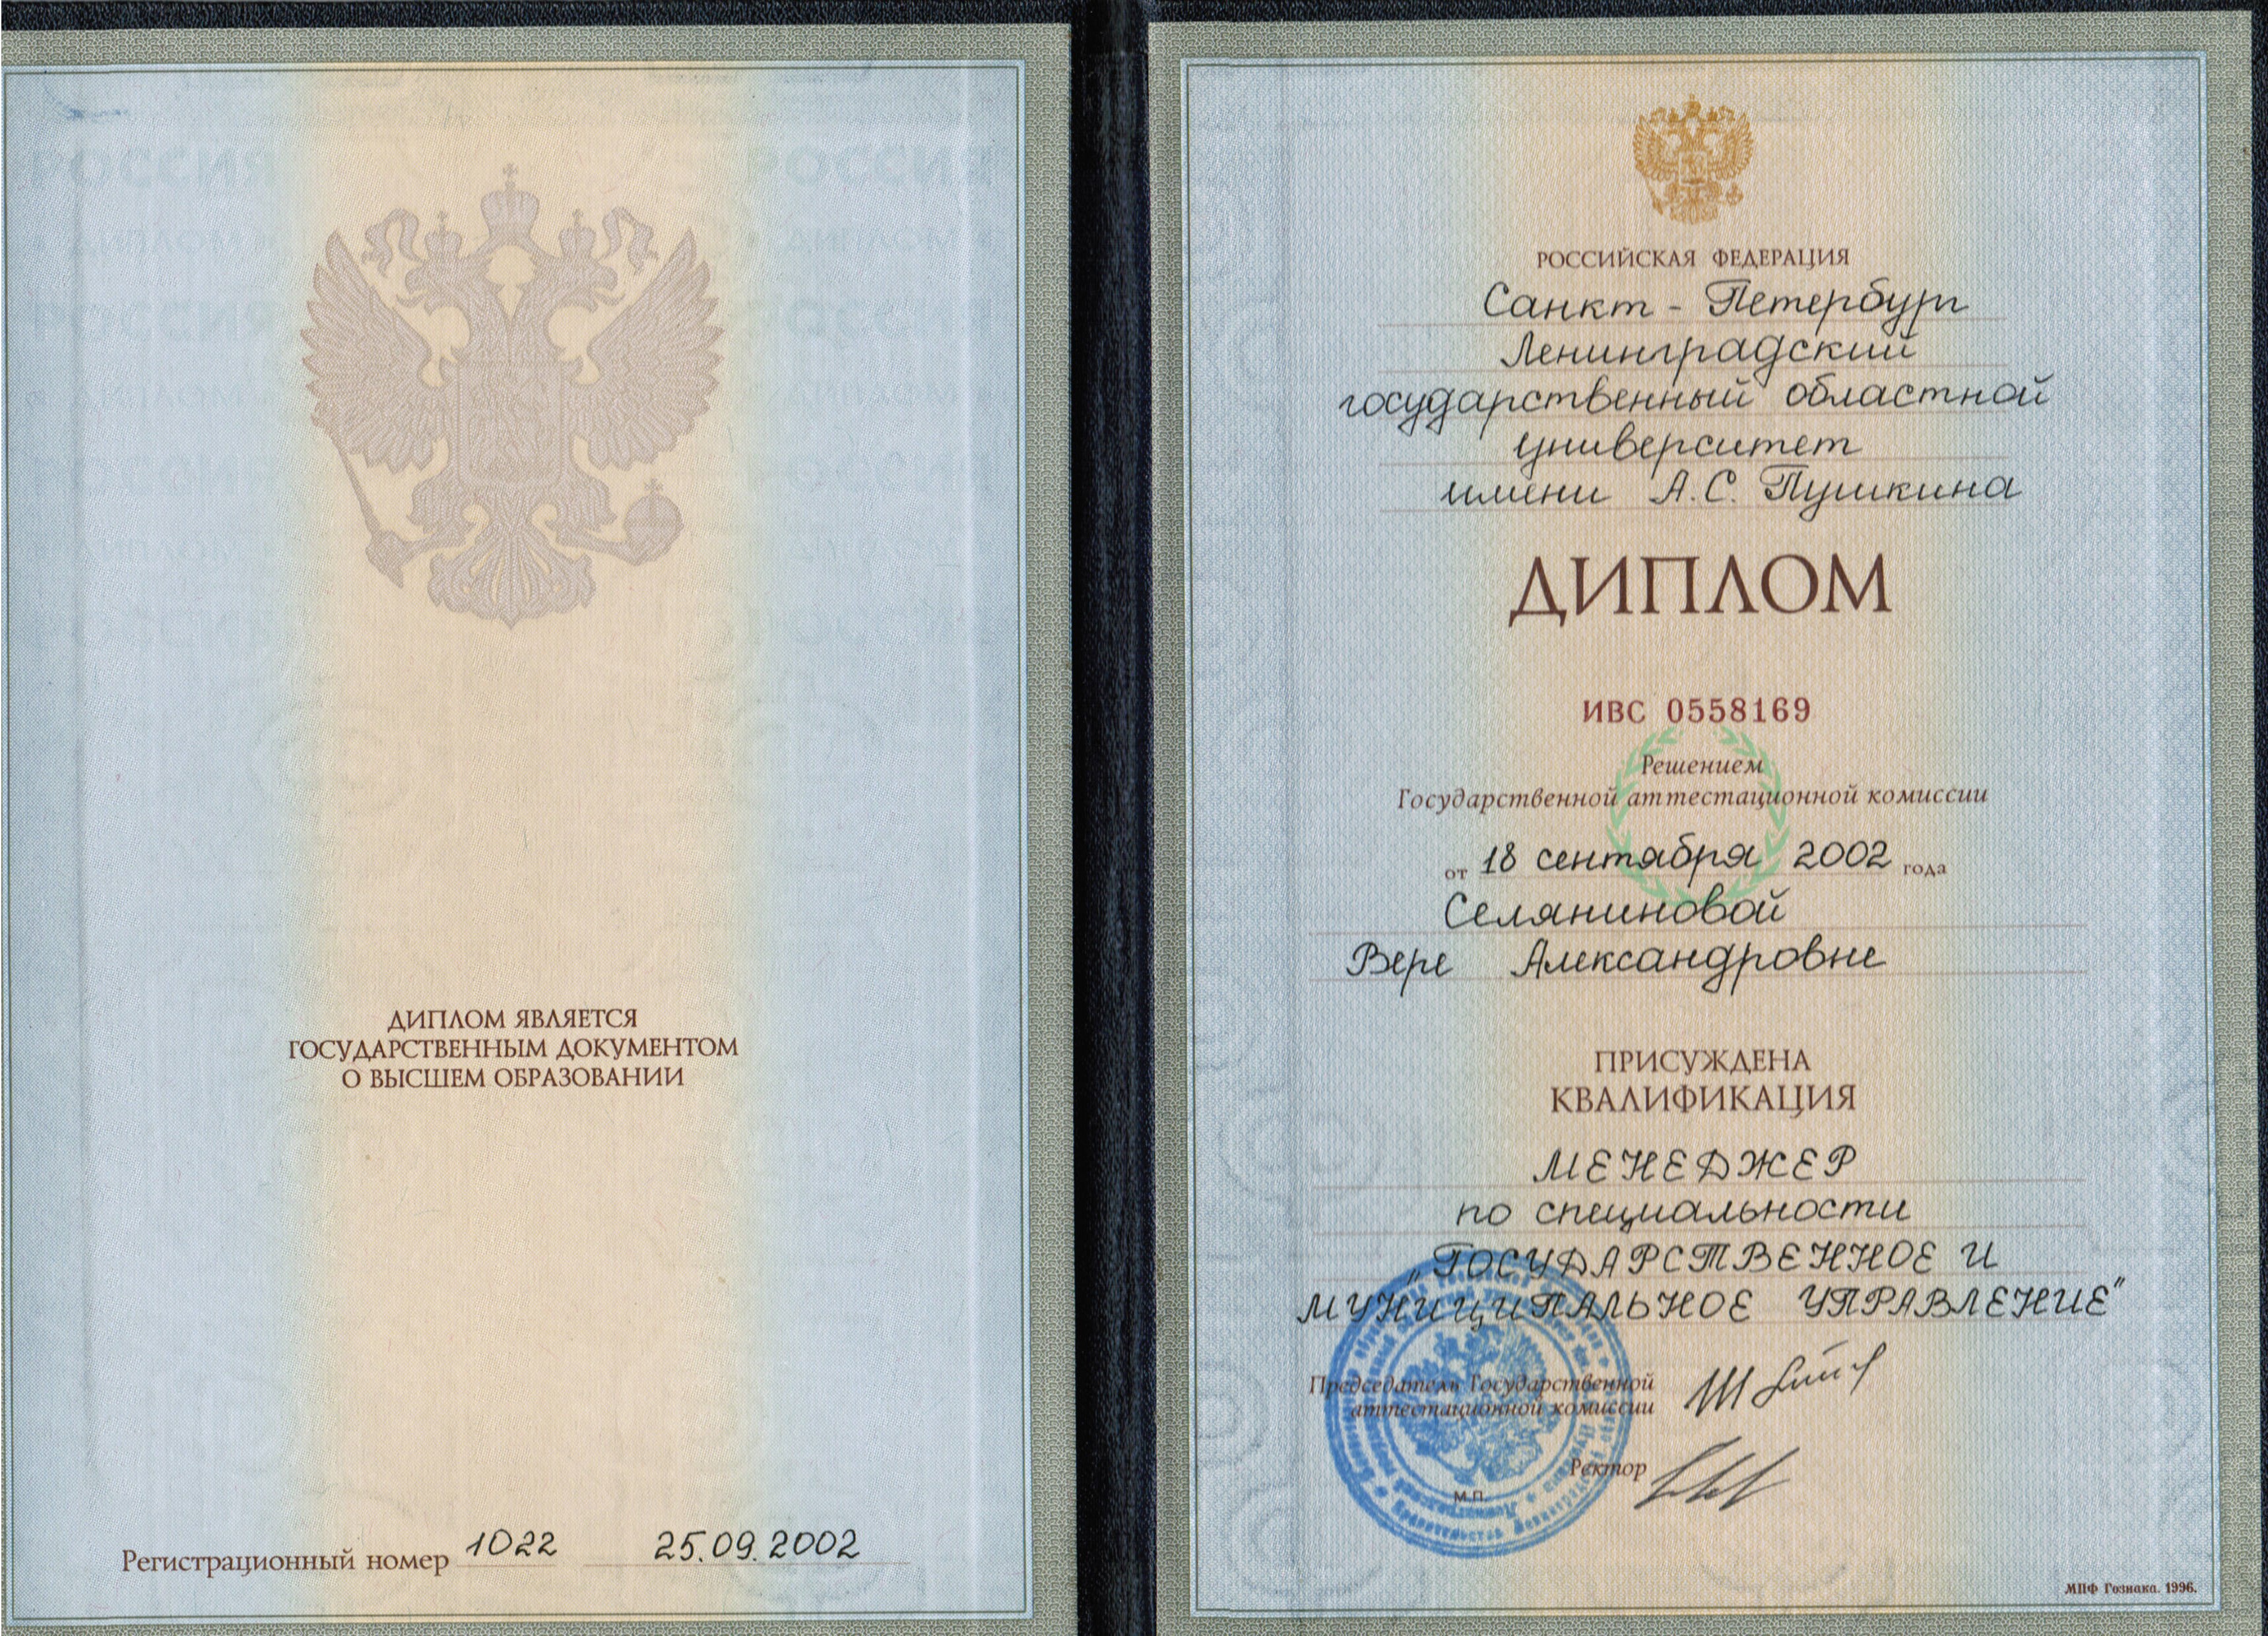 ДИПЛОМ ЯВЛЯЕТСЯ
ГОСУДАРСТВЕННЫМ ДОКУМЕНТОМ
О ВЫСШЕМ ОБРАЗОВАНИИ
Регистрационный номер 1022 25.09.2002
РОССИЙСКАЯ ФЕДЕРАЦИЯ
Санкт-Петербург
Ленинградский
государственный областной
университет
имени А.С. Пушкина
ДИПЛОМ
ИВС 0558169
Решением
Государственной аттестационной комиссии
от 18 сентября 2002 года
Селяниновой
Вере Александровне
ПРИСУЖДЕНА
КВАЛИФИКАЦИЯ
МЕНЕДЖЕР
по специальности
„ГОСУДАРСТВЕННОЕ И
МУНИЦИПАЛЬНОЕ УПРАВЛЕНИЕ”
Председатель Государственной
аттестационной комиссии
Ректор
М.П.
МПФ Гознака. 1996.